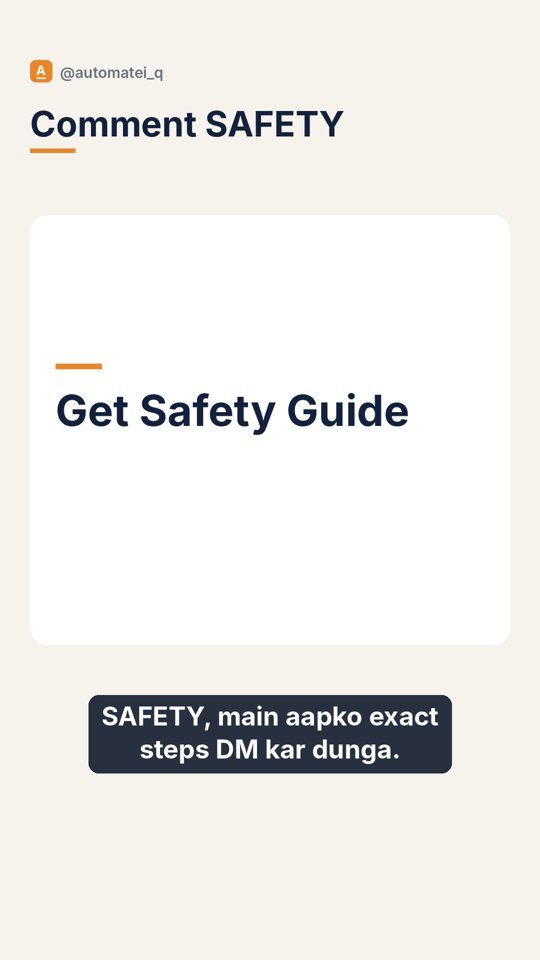 A
@automatei_q
Comment SAFETY
Get Safety Guide
SAFETY, main aapko exact
steps DM kar dunga.